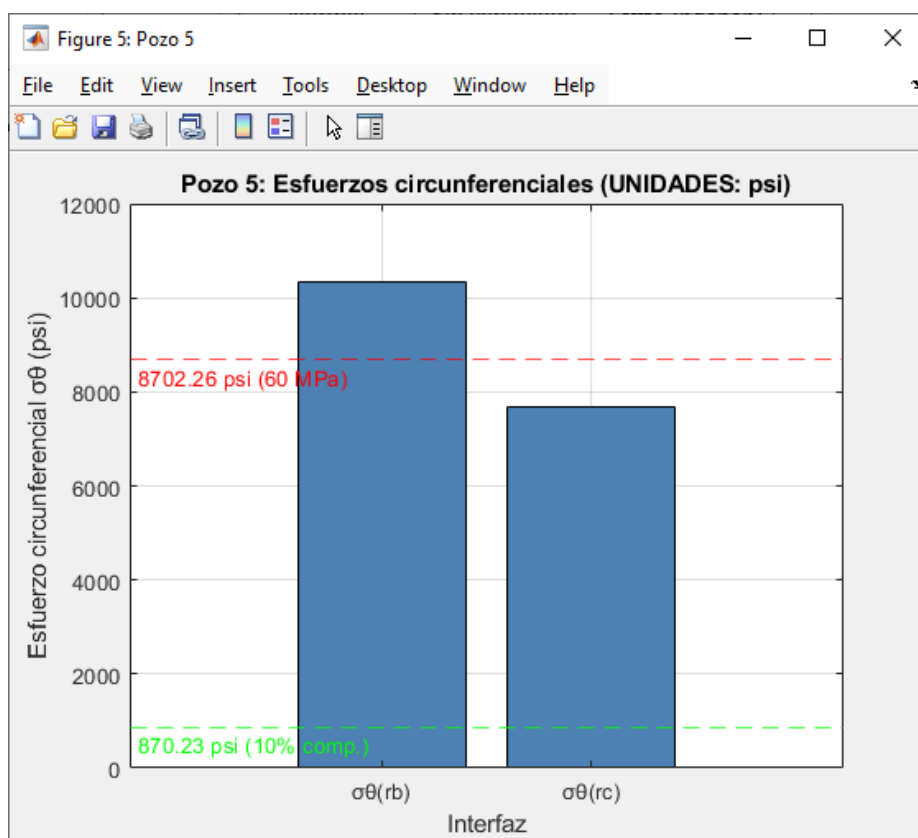 Figure 5: Pozo 5
File Edit View Insert Tools Desktop Window Help
Pozo 5: Esfuerzos circunferenciales (UNIDADES: psi)
12000
10000
8702.26 psi (60 MPa)
8000
6000
4000
2000
870.23 psi (10% comp.)
0
Esfuerzo circunferencial σθ (psi)
σθ(rb) σθ(rc)
Interfaz